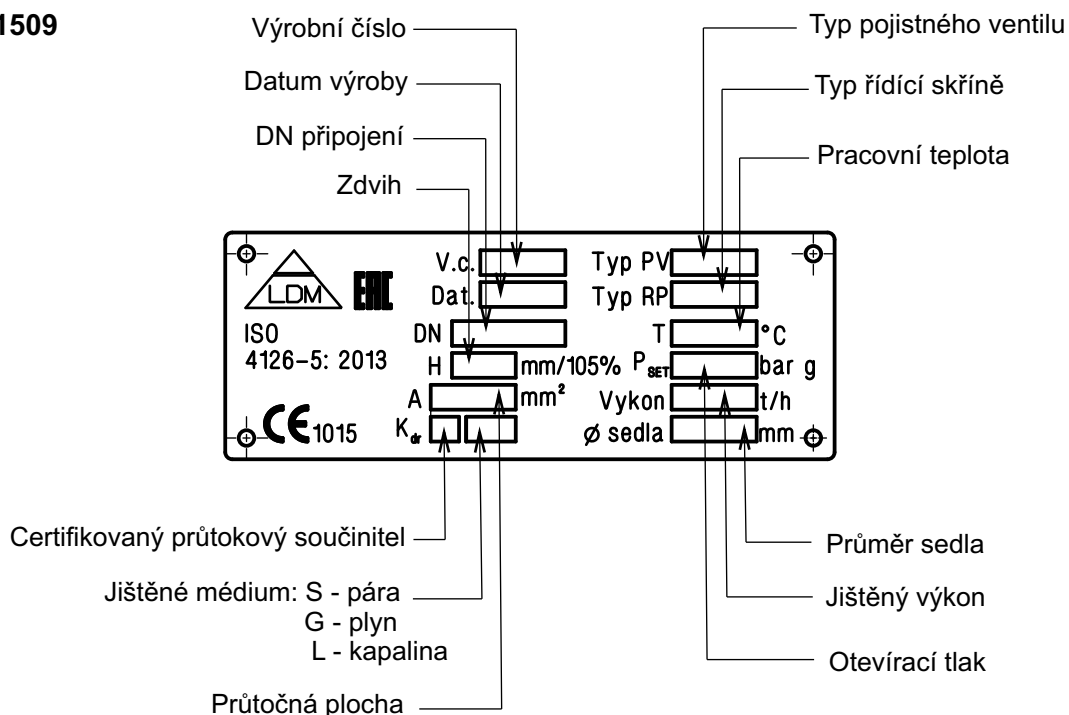 1509
Výrobní číslo
Datum výroby
DN připojení
Zdvih
Typ pojistného ventilu
Typ řídící skříně
Pracovní teplota
LDM
EAC
ISO
4126-5: 2013
CE 1015
V.c.
Dat.
DN
H mm/105%
A mm²
Kdr
Typ PV
Typ RP
T °C
PSET bar g
Vykon t/h
Ø sedla mm
Certifikovaný průtokový součinitel
Jištěné médium: S - pára
G - plyn
L - kapalina
Průtočná plocha
Průměr sedla
Jištěný výkon
Otevírací tlak